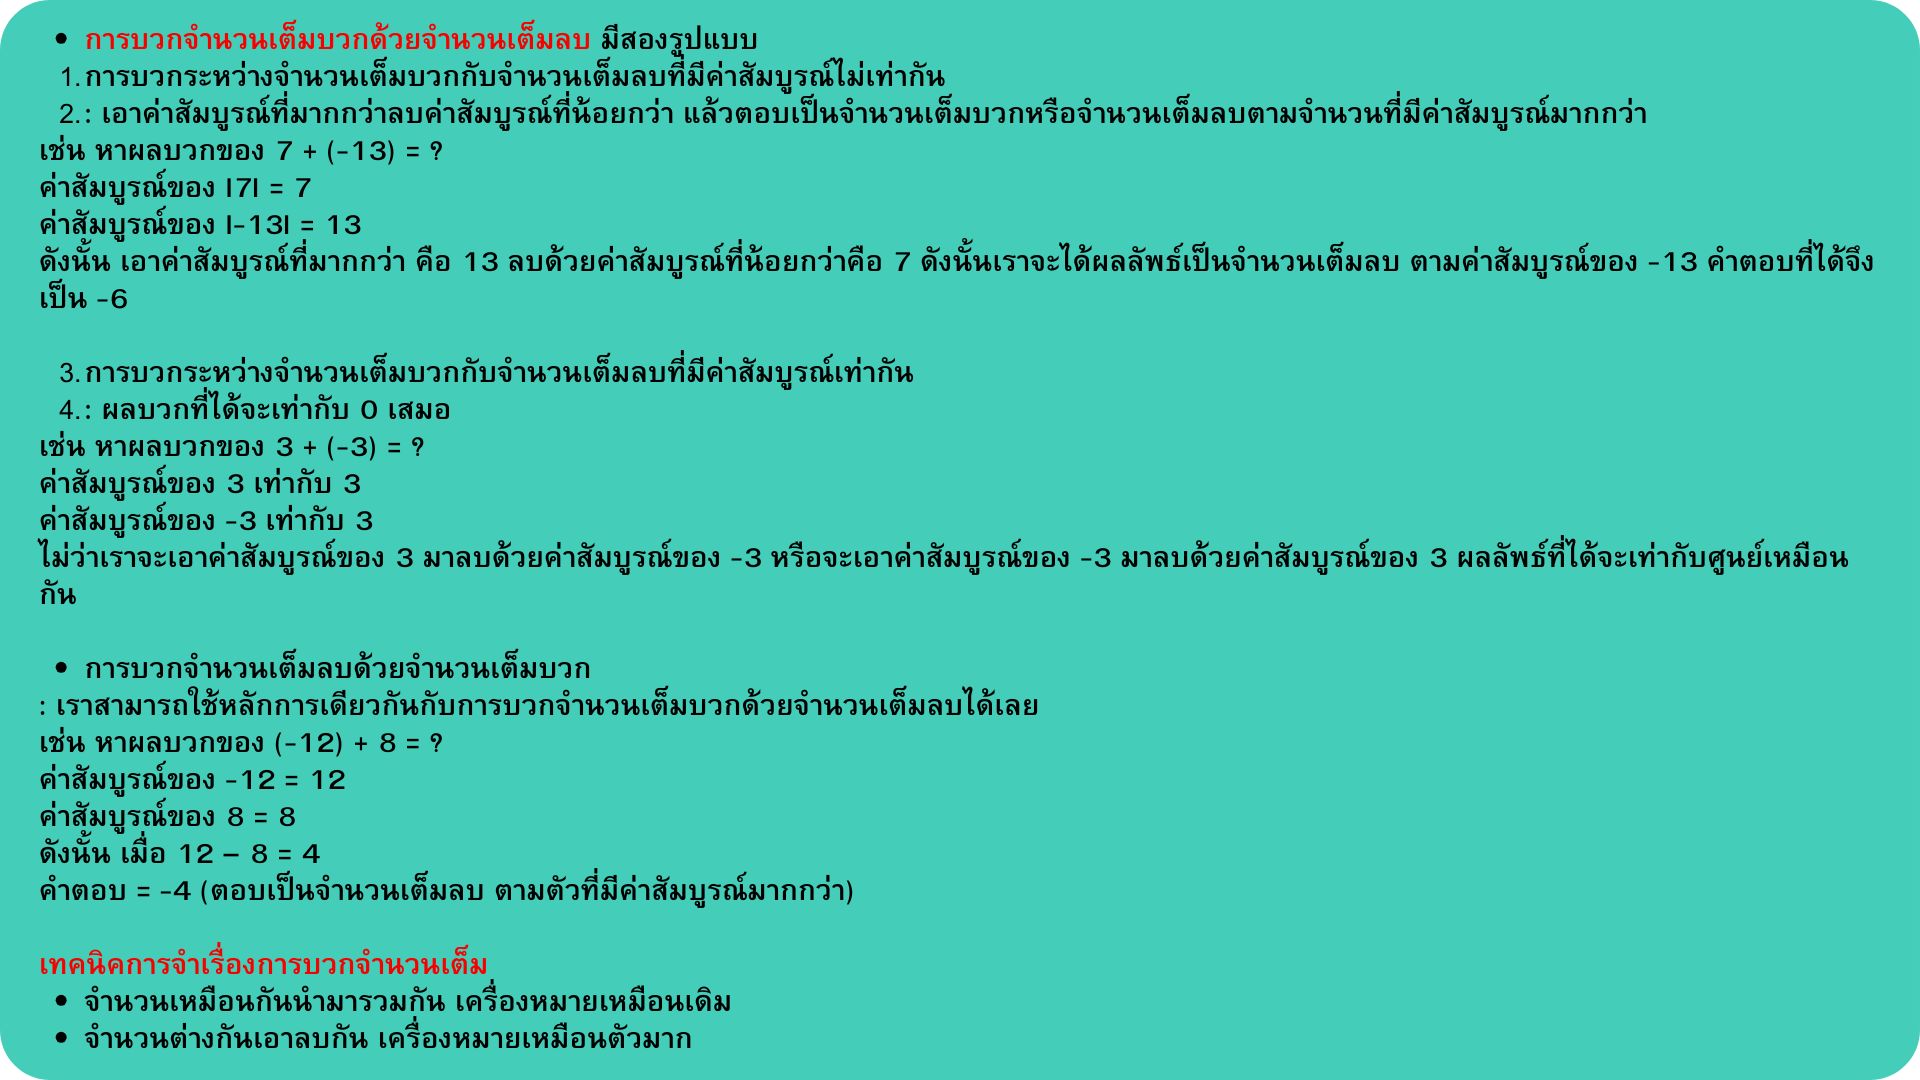 • การบวกจำนวนเต็มบวกด้วยจำนวนเต็มลบ มีสองรูปแบบ
1. การบวกระหว่างจำนวนเต็มบวกกับจำนวนเต็มลบที่มีค่าสัมบูรณ์ไม่เท่ากัน
2. : เอาค่าสัมบูรณ์ที่มากกว่าลบค่าสัมบูรณ์ที่น้อยกว่า แล้วตอบเป็นจำนวนเต็มบวกหรือจำนวนเต็มลบตามจำนวนที่มีค่าสัมบูรณ์มากกว่า
เช่น หาผลบวกของ 7 + (-13) = ?
ค่าสัมบูรณ์ของ |7| = 7
ค่าสัมบูรณ์ของ |-13| = 13
ดังนั้น เอาค่าสัมบูรณ์ที่มากกว่า คือ 13 ลบด้วยค่าสัมบูรณ์ที่น้อยกว่าคือ 7 ดังนั้นเราจะได้ผลลัพธ์เป็นจำนวนเต็มลบ ตามค่าสัมบูรณ์ของ -13 คำตอบที่ได้จึง
เป็น -6
3. การบวกระหว่างจำนวนเต็มบวกกับจำนวนเต็มลบที่มีค่าสัมบูรณ์เท่ากัน
4. : ผลบวกที่ได้จะเท่ากับ 0 เสมอ
เช่น หาผลบวกของ 3 + (-3) = ?
ค่าสัมบูรณ์ของ 3 เท่ากับ 3
ค่าสัมบูรณ์ของ -3 เท่ากับ 3
ไม่ว่าเราจะเอาค่าสัมบูรณ์ของ 3 มาลบด้วยค่าสัมบูรณ์ของ -3 หรือจะเอาค่าสัมบูรณ์ของ -3 มาลบด้วยค่าสัมบูรณ์ของ 3 ผลลัพธ์ที่ได้จะเท่ากับศูนย์เหมือน
กัน
• การบวกจำนวนเต็มลบด้วยจำนวนเต็มบวก
: เราสามารถใช้หลักการเดียวกันกับการบวกจำนวนเต็มบวกด้วยจำนวนเต็มลบได้เลย
เช่น หาผลบวกของ (-12) + 8 = ?
ค่าสัมบูรณ์ของ -12 = 12
ค่าสัมบูรณ์ของ 8 = 8
ดังนั้น เมื่อ 12 – 8 = 4
คำตอบ = -4 (ตอบเป็นจำนวนเต็มลบ ตามตัวที่มีค่าสัมบูรณ์มากกว่า)
เทคนิคการจำเรื่องการบวกจำนวนเต็ม
• จำนวนเหมือนกันนำมารวมกัน เครื่องหมายเหมือนเดิม
• จำนวนต่างกันเอาลบกัน เครื่องหมายเหมือนตัวมาก